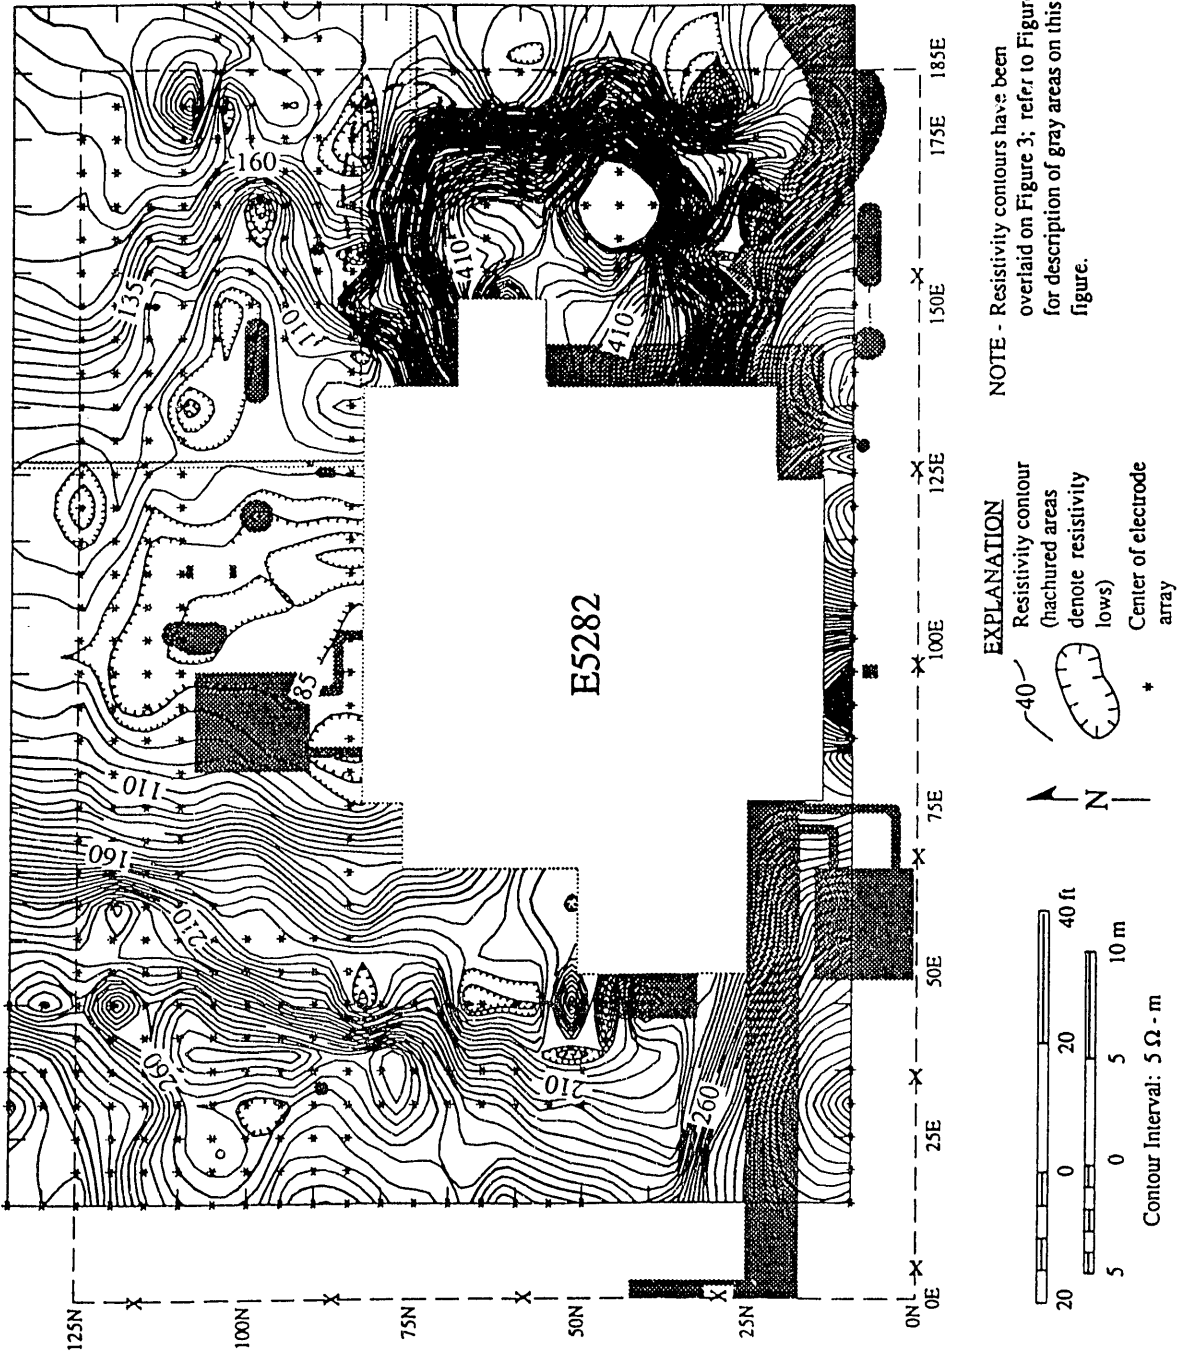 160
135
110
410
410
85
110
160
210
260
210
260
E5282
125N
100N
75N
50N
25N
0N
0E
25E
50E
75E
100E
125E
150E
175E
185E
NOTE - Resistivity contours have been
overlaid on Figure 3; refer to Figur
for description of gray areas on this
figure.
EXPLANATION
40
Resistivity contour
(hachured areas
denote resistivity
lows)
* Center of electrode
array
N
20 0 20 40 ft
5 0 5 10 m
Contour Interval: 5 Ω - m